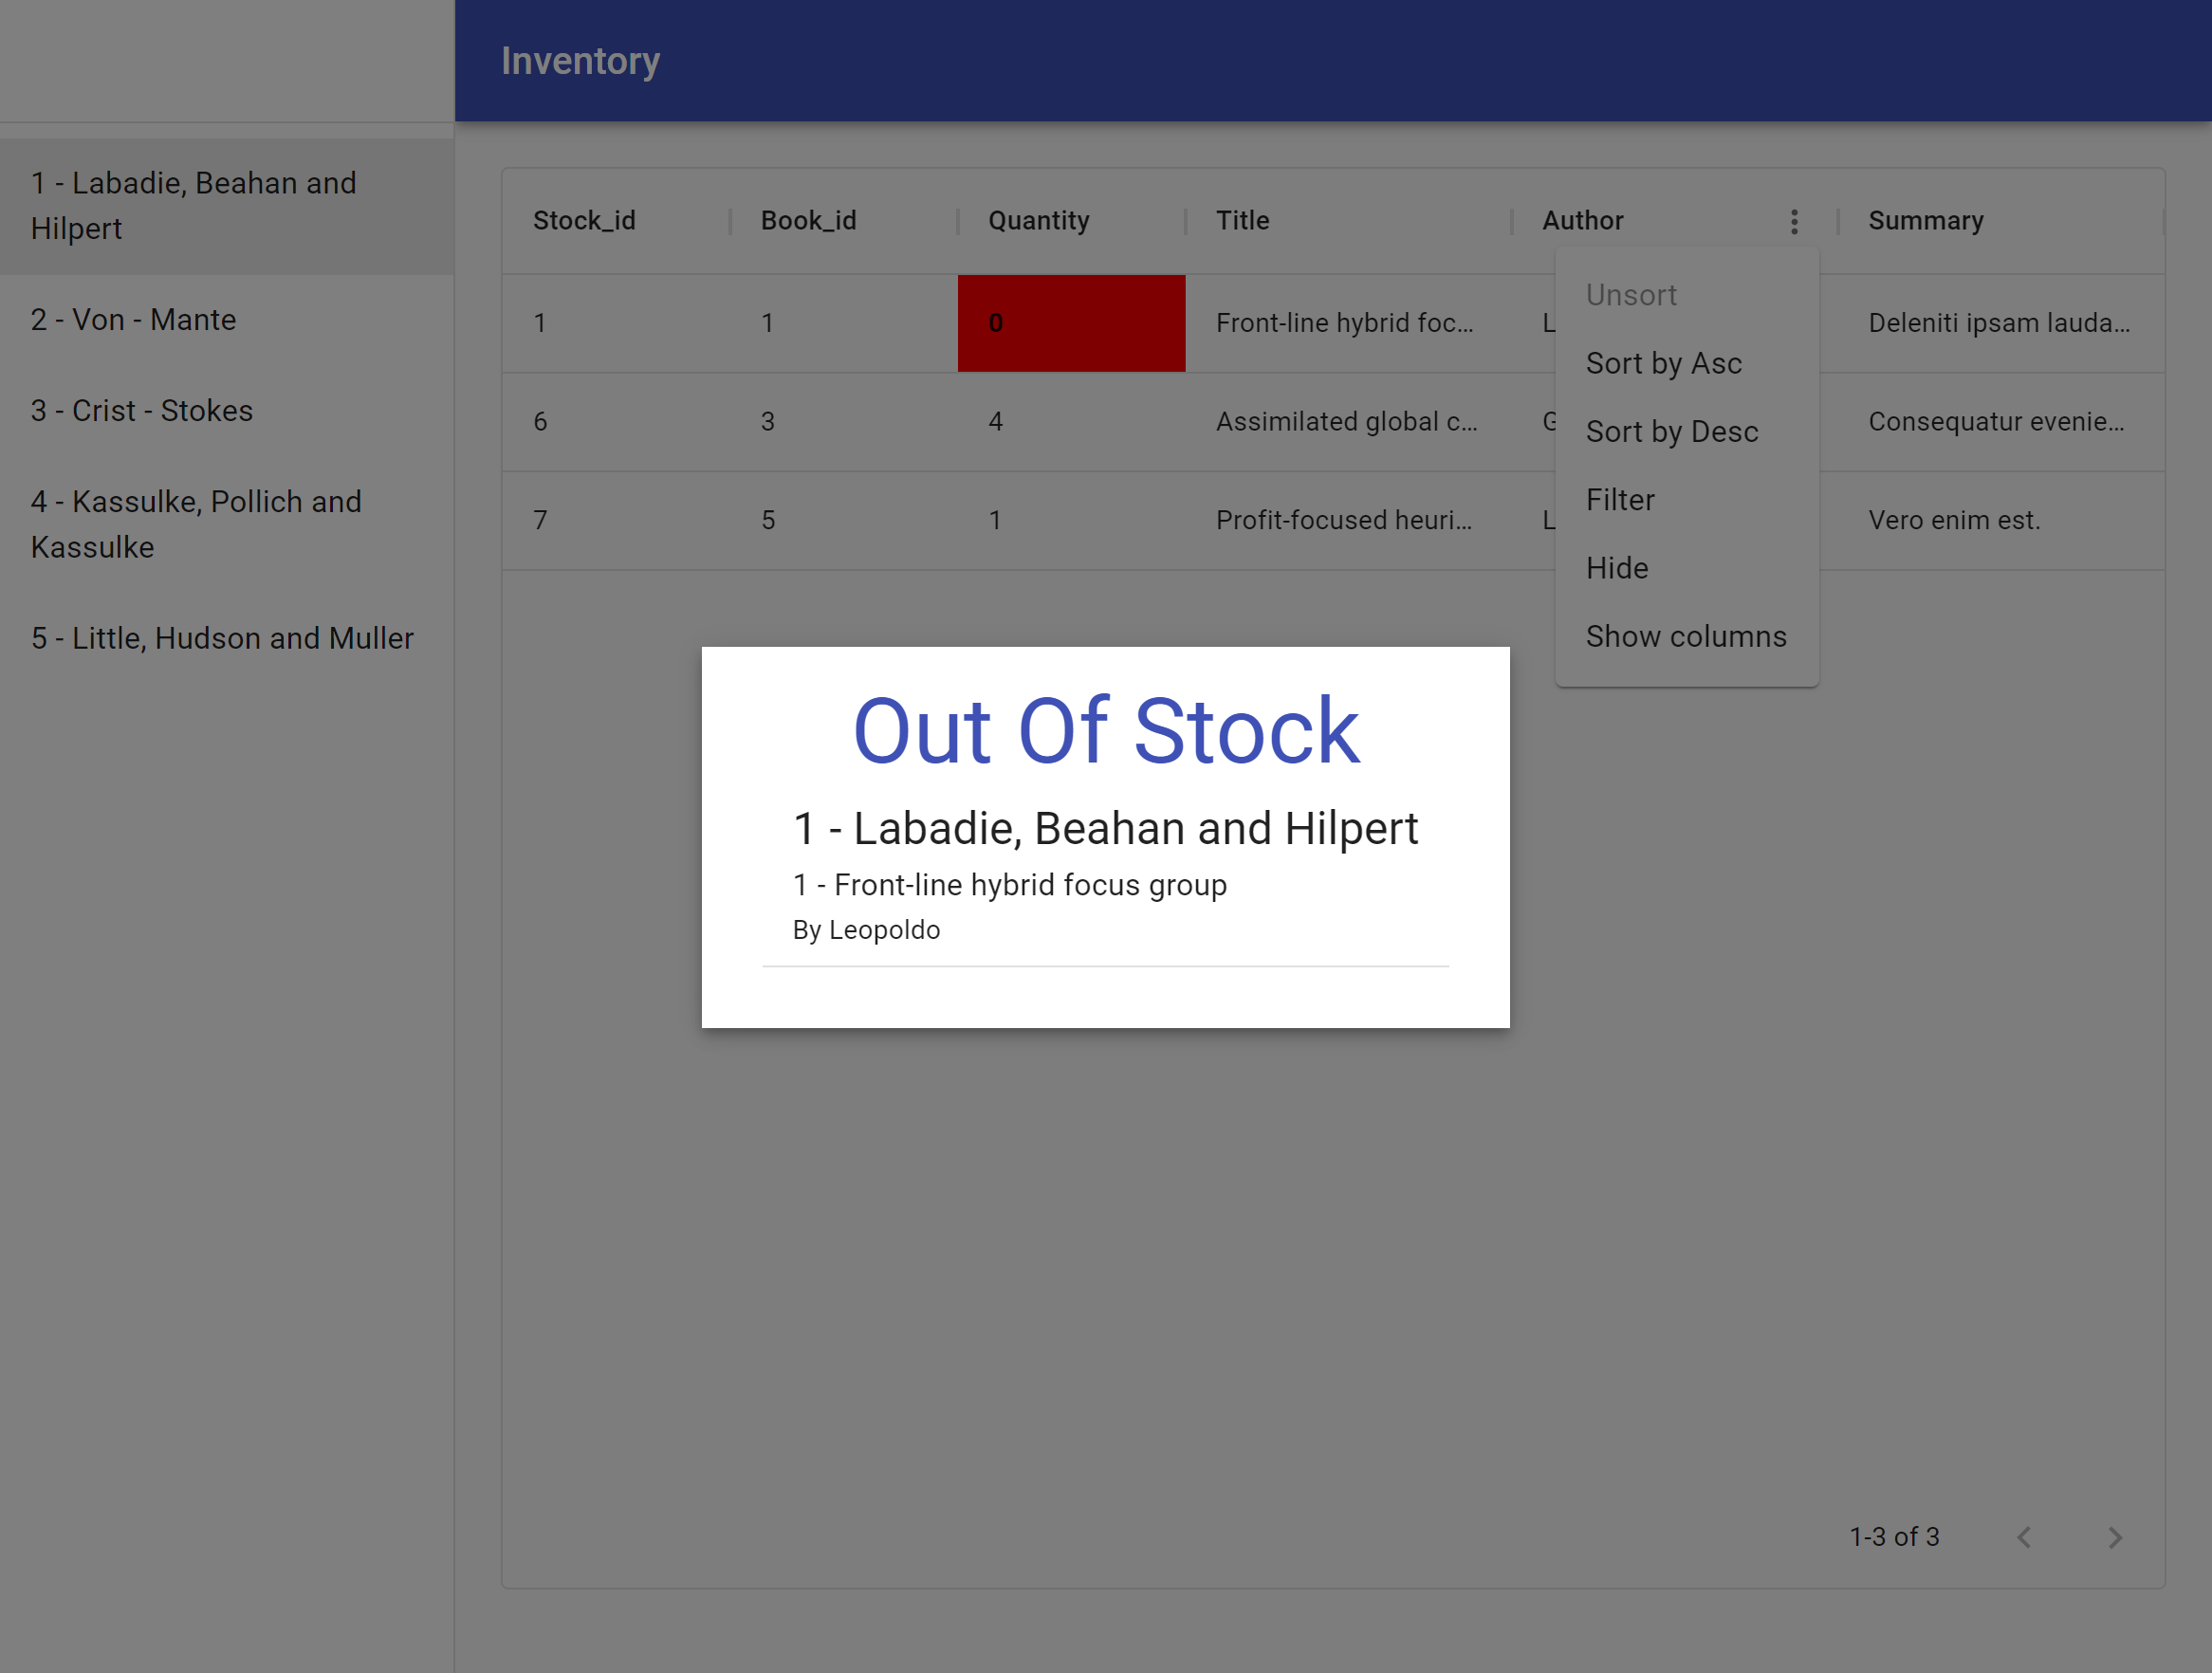 Inventory
1 - Labadie, Beahan and
Hilpert
2 - Von - Mante
3 - Crist - Stokes
4 - Kassulke, Pollich and
Kassulke
5 - Little, Hudson and Muller
Stock_id Book_id Quantity Title Author Summary
1 1 0 Front-line hybrid foc... L Deleniti ipsam lauda...
6 3 4 Assimilated global c... G Consequatur evenie...
7 5 1 Profit-focused heuri... L Vero enim est.
Unsort
Sort by Asc
Sort by Desc
Filter
Hide
Show columns
Out Of Stock
1 - Labadie, Beahan and Hilpert
1 - Front-line hybrid focus group
By Leopoldo
1-3 of 3